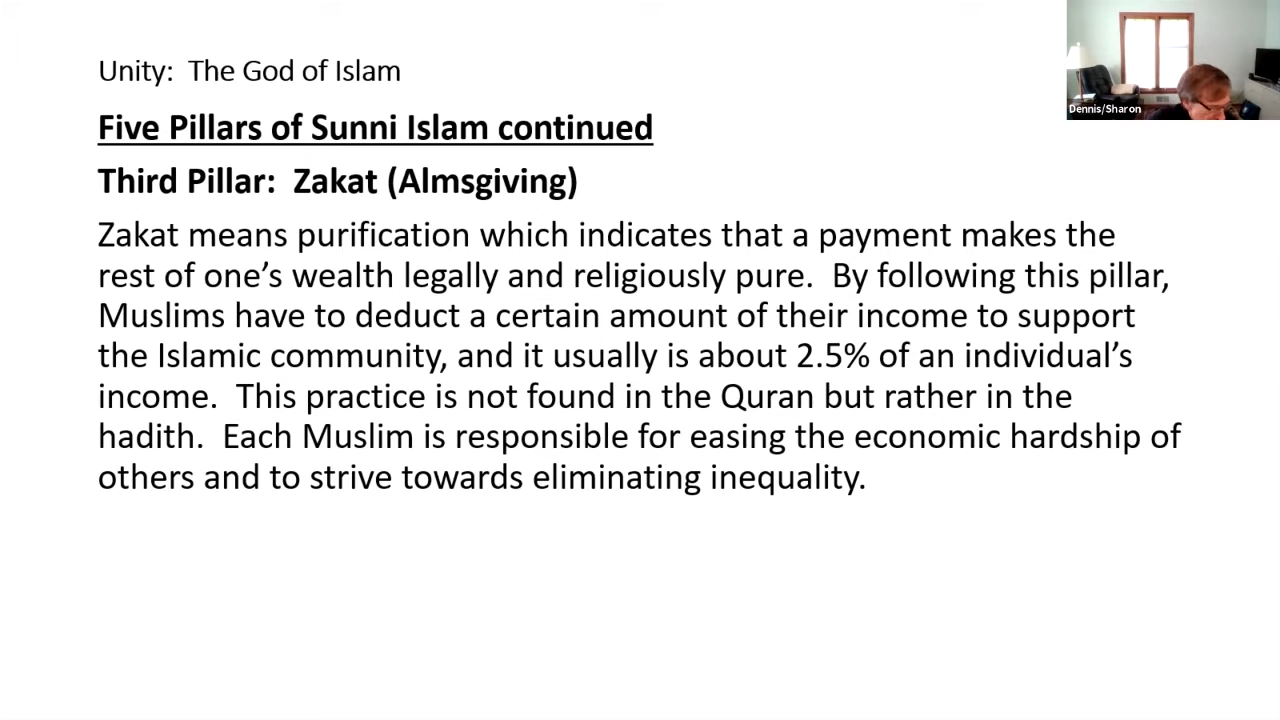 Unity:  The God of Islam
Five Pillars of Sunni Islam continued
Third Pillar:  Zakat (Almsgiving)
Zakat means purification which indicates that a payment makes the
rest of one’s wealth legally and religiously pure.  By following this pillar,
Muslims have to deduct a certain amount of their income to support
the Islamic community, and it usually is about 2.5% of an individual’s
income.  This practice is not found in the Quran but rather in the
hadith.  Each Muslim is responsible for easing the economic hardship of
others and to strive towards eliminating inequality.
Dennis/Sharon